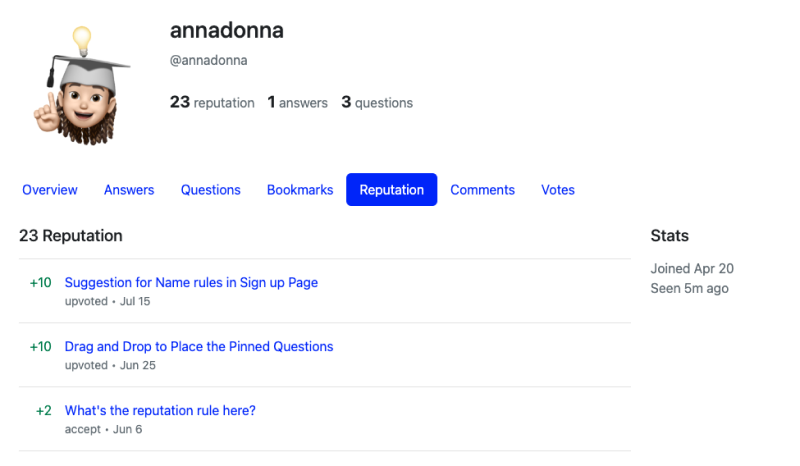 annadonna
@annadonna
23 reputation 1 answers 3 questions
Overview Answers Questions Bookmarks Reputation Comments Votes
23 Reputation
+10 Suggestion for Name rules in Sign up Page
upvoted • Jul 15
+10 Drag and Drop to Place the Pinned Questions
upvoted • Jun 25
+2 What's the reputation rule here?
accept • Jun 6
Stats
Joined Apr 20
Seen 5m ago